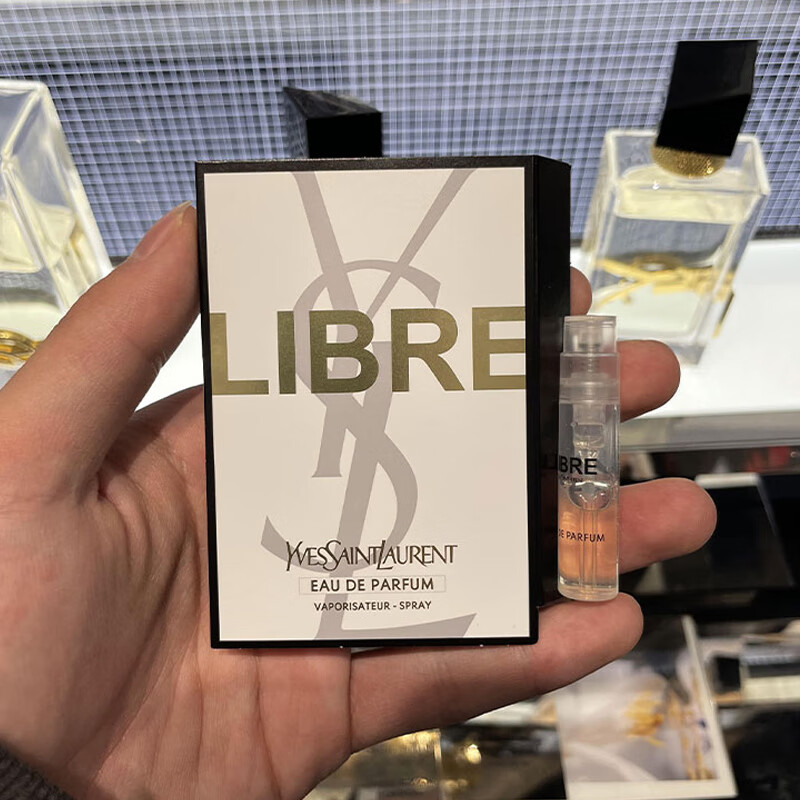 LIBRE
YVESSAINTLAURENT
EAU DE PARFUM
VAPORISATEUR - SPRAY
LIBRE
DE PARFUM